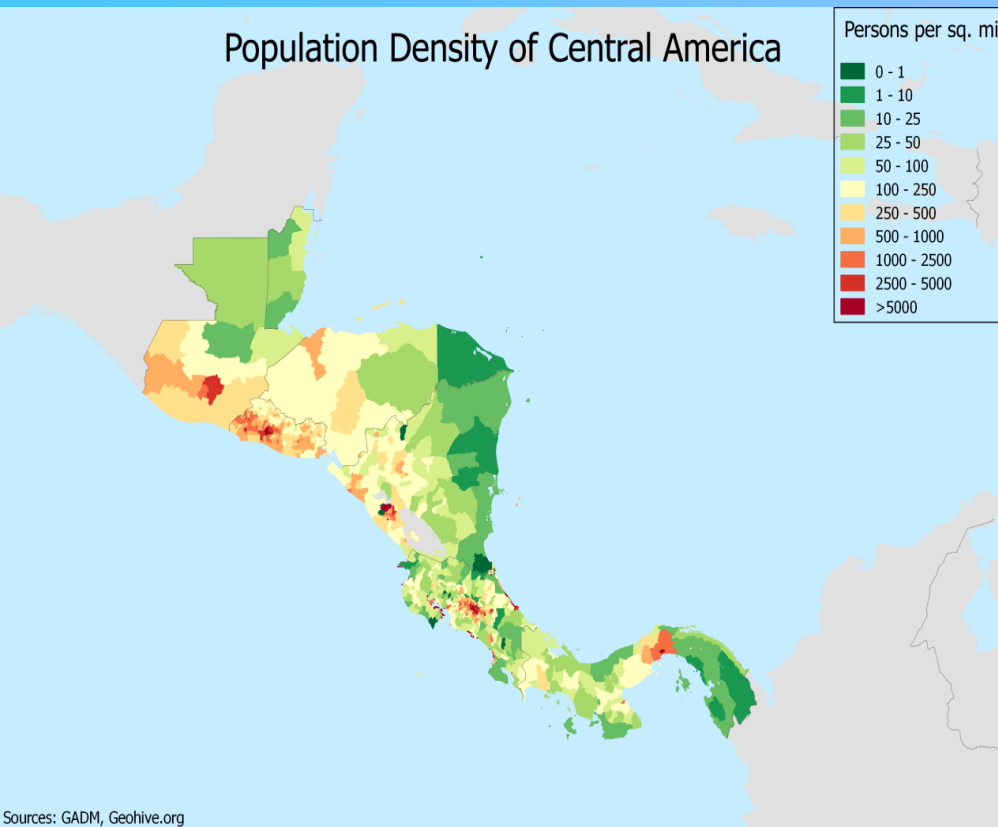 Population Density of Central America
Persons per sq. mi
0 - 1
1 - 10
10 - 25
25 - 50
50 - 100
100 - 250
250 - 500
500 - 1000
1000 - 2500
2500 - 5000
>5000
Sources: GADM, Geohive.org